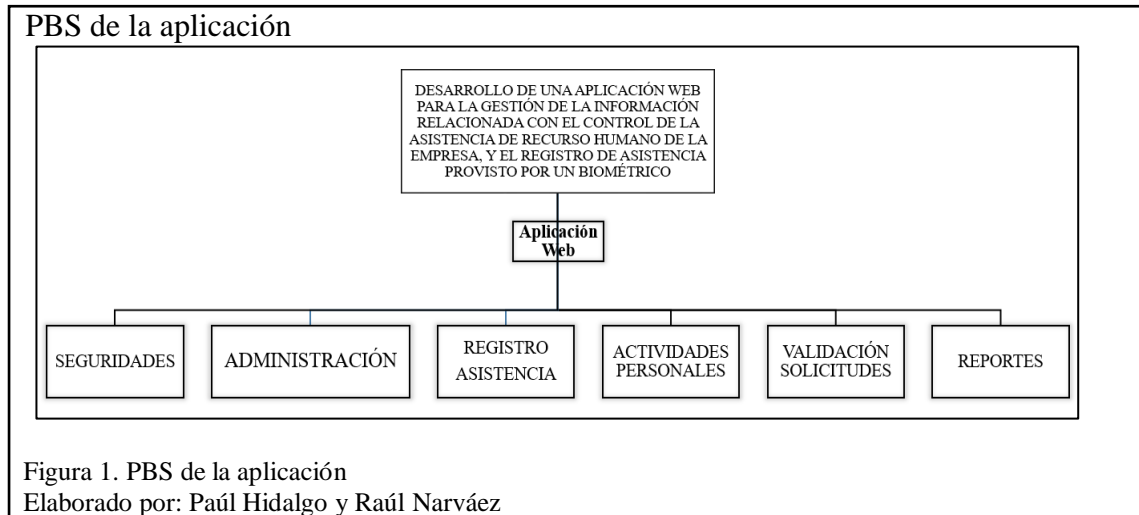 PBS de la aplicación
DESARROLLO DE UNA APLICACIÓN WEB
PARA LA GESTIÓN DE LA INFORMACIÓN
RELACIONADA CON EL CONTROL DE LA
ASISTENCIA DE RECURSO HUMANO DE LA
EMPRESA, Y EL REGISTRO DE ASISTENCIA
PROVISTO POR UN BIOMÉTRICO
Aplicación
Web
SEGURIDADES
ADMINISTRACIÓN
REGISTRO
ASISTENCIA
ACTIVIDADES
PERSONALES
VALIDACIÓN
SOLICITUDES
REPORTES
Figura 1. PBS de la aplicación
Elaborado por: Paúl Hidalgo y Raúl Narváez